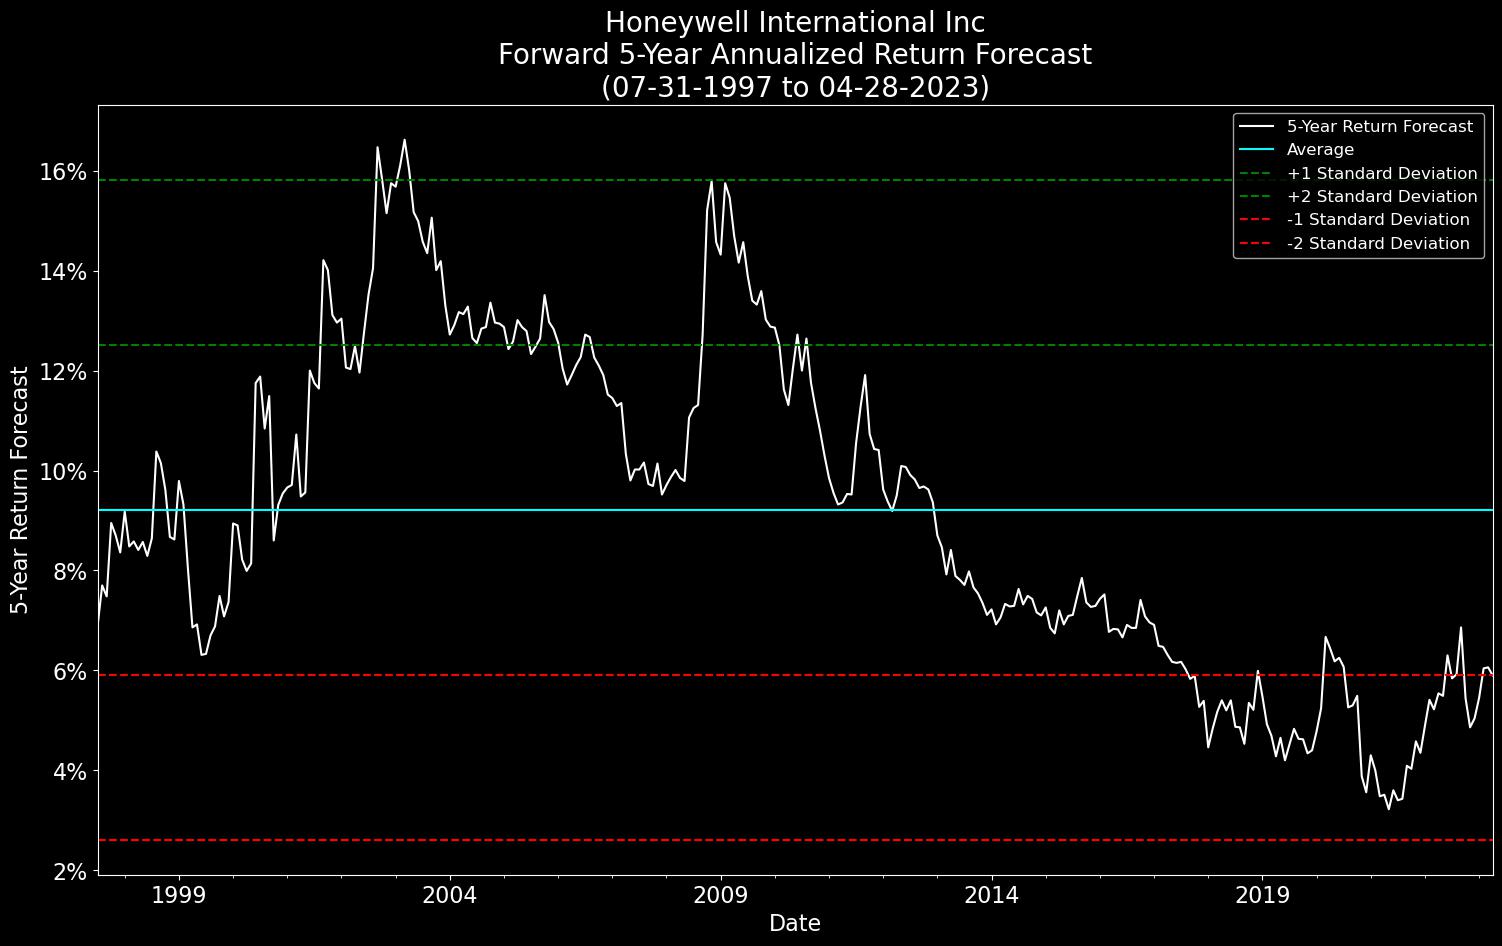 Honeywell International Inc
Forward 5-Year Annualized Return Forecast
(07-31-1997 to 04-28-2023)
5-Year Return Forecast
Average
+1 Standard Deviation
+2 Standard Deviation
-1 Standard Deviation
-2 Standard Deviation
5-Year Return Forecast
16%
14%
12%
10%
8%
6%
4%
2%
1999 2004 2009 2014 2019
Date